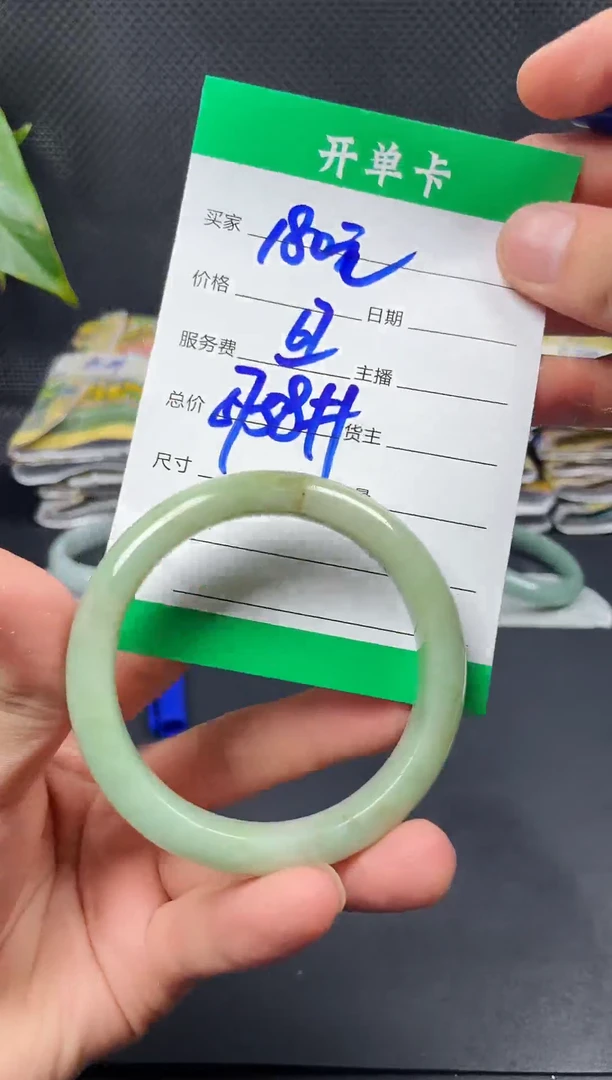 开单卡
买家 180元
价格 日期
服务费 主播
总价 货主
尺寸